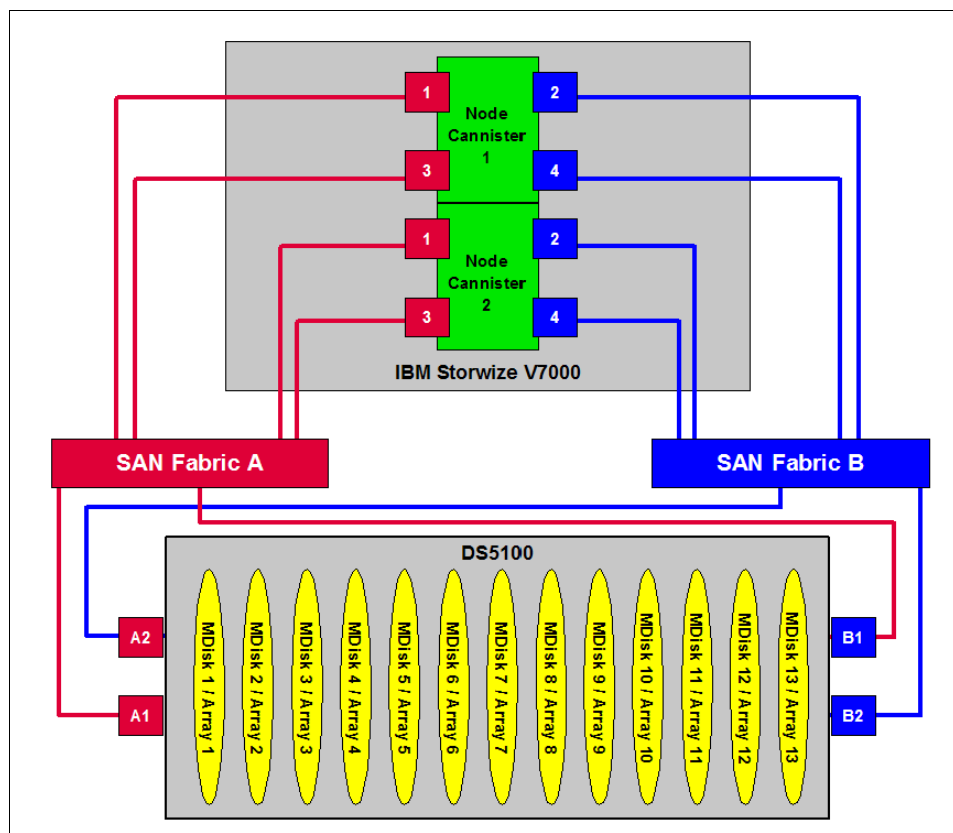 1
2
Node
Cannister
1
3
4
1
2
Node
Cannister
2
3
4
IBM Storwize V7000
SAN Fabric A
SAN Fabric B
DS5100
A2
A1
MDisk 1 / Array 1
MDisk 2 / Array 2
MDisk 3 / Array 3
MDisk 4 / Array 4
MDisk 5 / Array 5
MDisk 6 / Array 6
MDisk 7 / Array 7
MDisk 8 / Array 8
MDisk 9 / Array 9
MDisk 10 / Array 10
MDisk 11 / Array 11
MDisk 12 / Array 12
MDisk 13 / Array 13
B1
B2